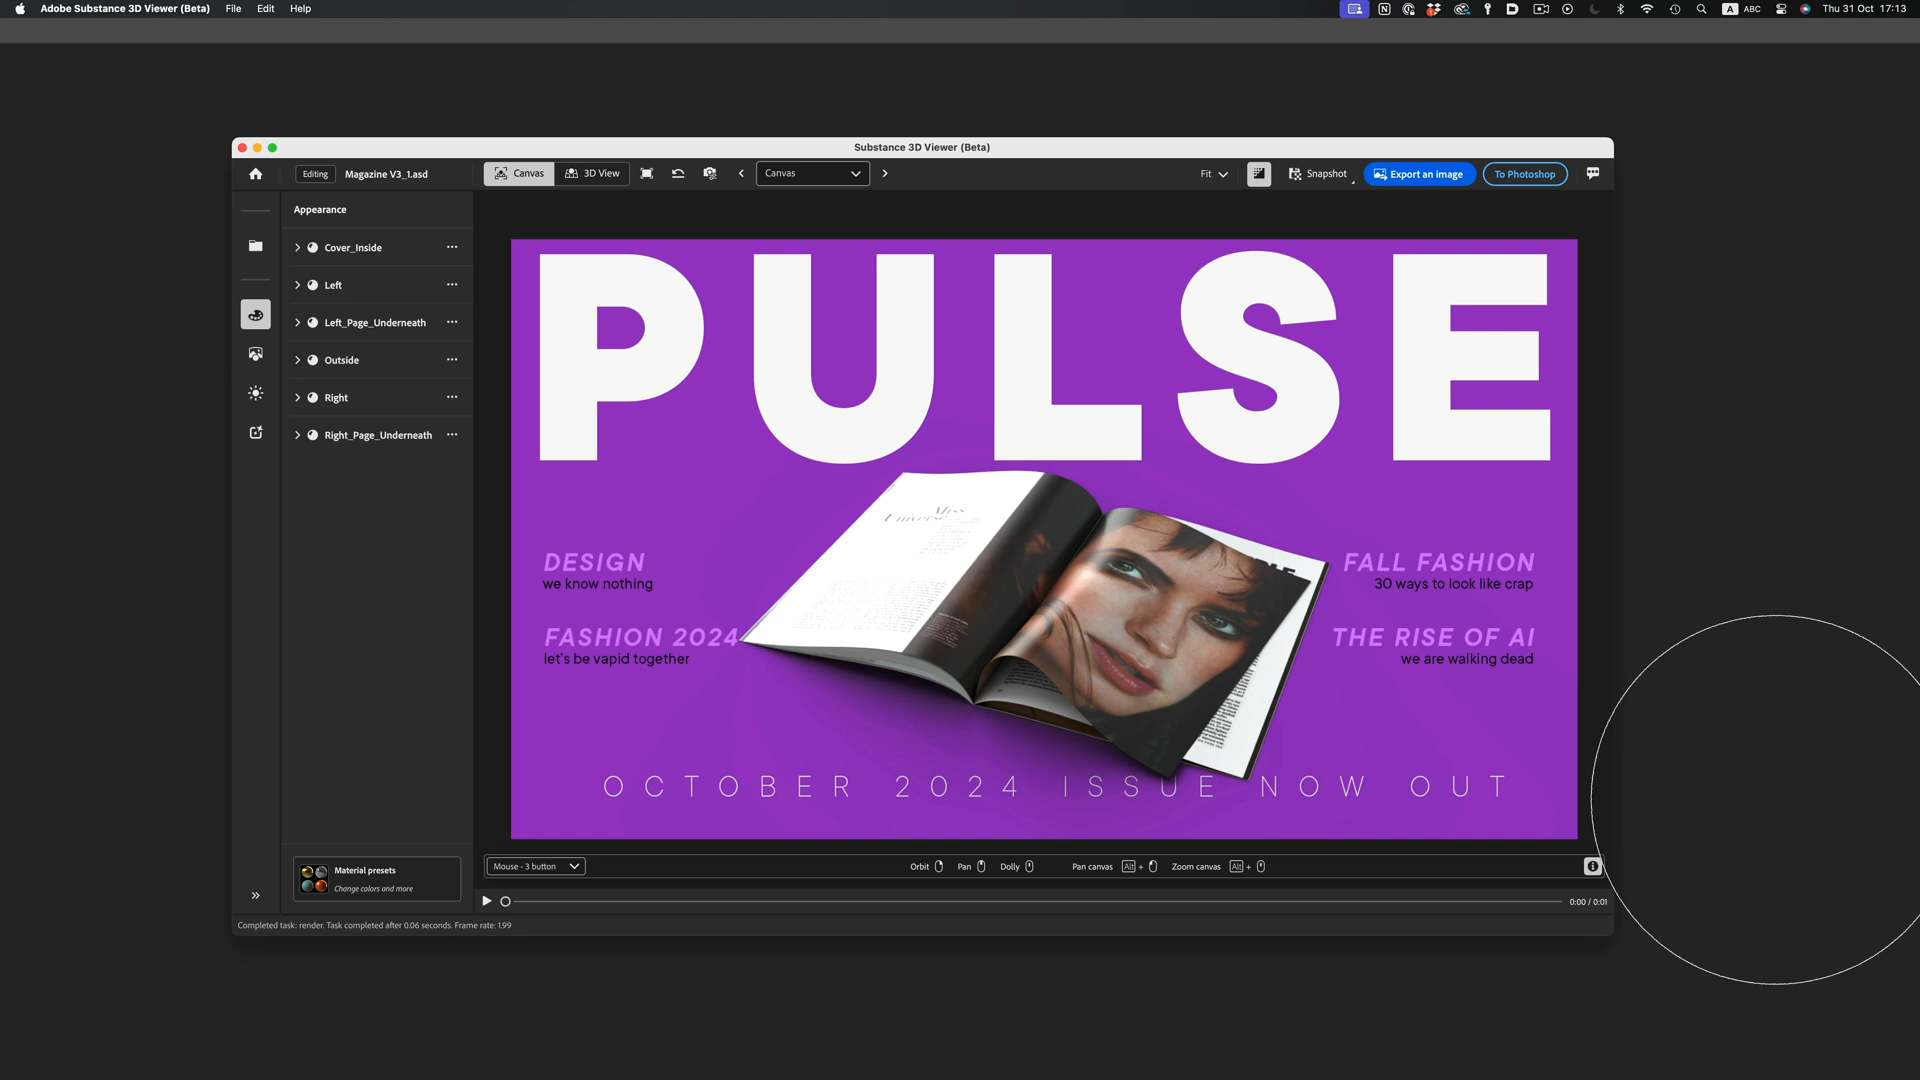 Adobe Substance 3D Viewer (Beta) File Edit Help
A ABC Thu 31 Oct 17:13
Substance 3D Viewer (Beta)
Editing Magazine V3_1.asd Canvas 3D View Canvas Fit Snapshot Export an image To Photoshop
Appearance
Cover_Inside
Left
Left_Page_Underneath
Outside
Right
Right_Page_Underneath
PULSE
Miss
Universe
DESIGN
we know nothing
FASHION 2024
let's be vapid together
FALL FASHION
30 ways to look like crap
THE RISE OF AI
we are walking dead
OCTOBER 2024 ISSUE NOW OUT
Material presets
Change colors and more
Mouse - 3 button Orbit Pan Dolly Pan canvas Alt + Zoom canvas Alt +
0:00 / 0:01
Completed task: render. Task completed after 0.06 seconds. Frame rate: 1.99